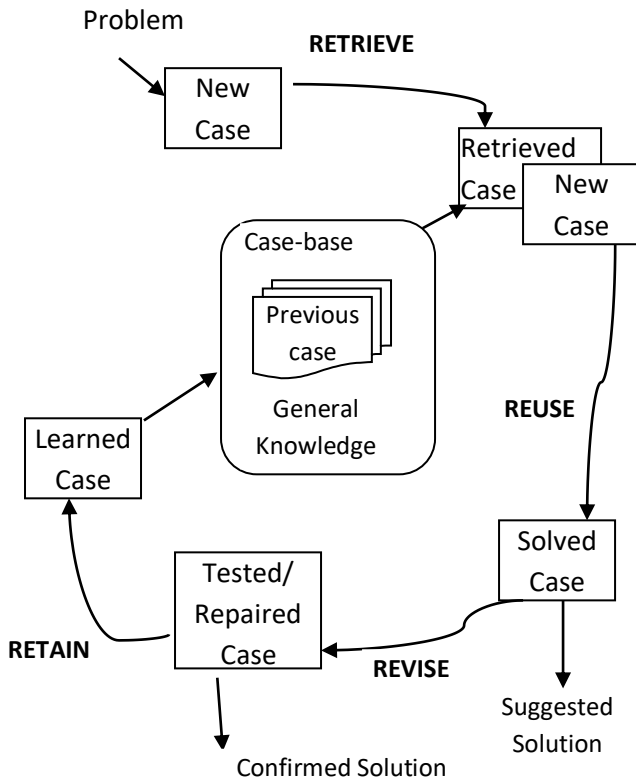 Problem
RETRIEVE
New
Case
Retrieved
Case
New
Case
Case-base
Previous
case
General
Knowledge
REUSE
Learned
Case
Solved
Case
Tested/
Repaired
Case
RETAIN
REVISE
Suggested
Solution
Confirmed Solution